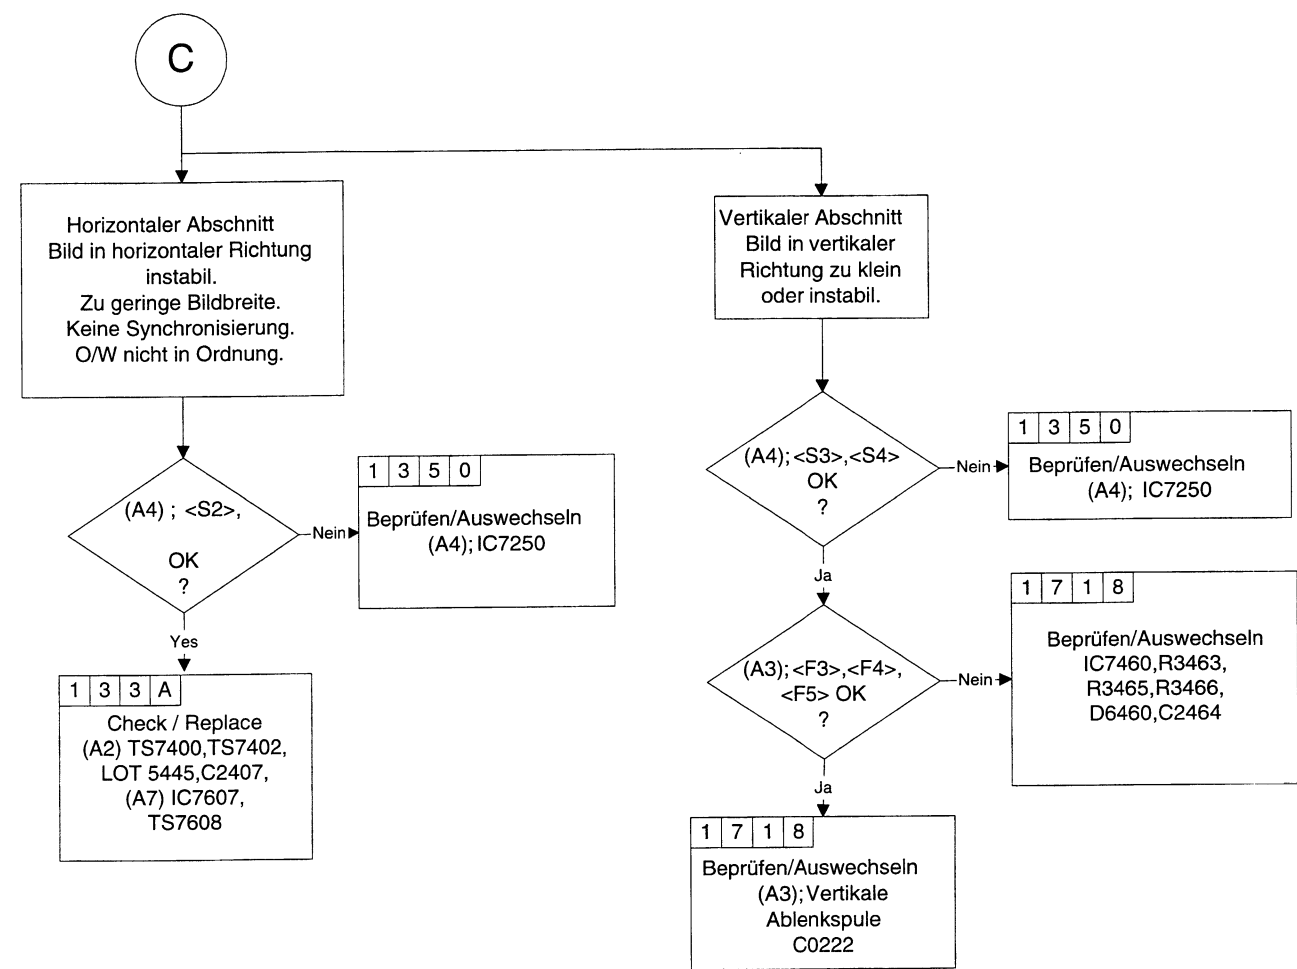 C
Horizontaler Abschnitt
Bild in horizontaler Richtung
instabil.
Zu geringe Bildbreite.
Keine Synchronisierung.
O/W nicht in Ordnung.
(A4) ; <S2>,
OK
?
Nein
1 3 5 0
Beprüfen/Auswechseln
(A4); IC7250
Yes
1 3 3 A
Check / Replace
(A2) TS7400,TS7402,
LOT 5445,C2407,
(A7) IC7607,
TS7608
Vertikaler Abschnitt
Bild in vertikaler
Richtung zu klein
oder instabil.
(A4); <S3>,<S4>
OK
?
Nein
1 3 5 0
Beprüfen/Auswechseln
(A4); IC7250
Ja
(A3); <F3>,<F4>,
<F5> OK
?
Nein
1 7 1 8
Beprüfen/Auswechseln
IC7460,R3463,
R3465,R3466,
D6460,C2464
Ja
1 7 1 8
Beprüfen/Auswechseln
(A3); Vertikale
Ablenkspule
C0222